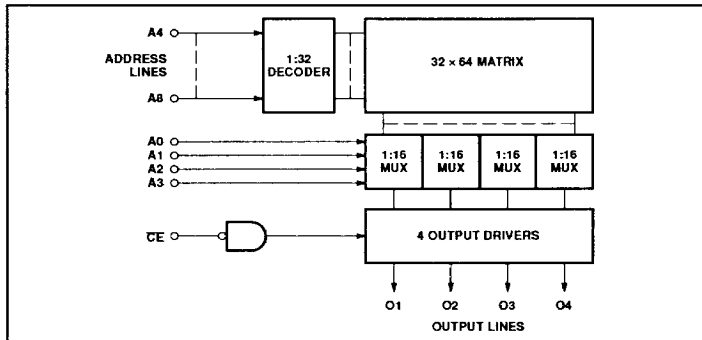 A4
ADDRESS
LINES
A8
1:32
DECODER
32 × 64 MATRIX
A0
A1
A2
A3
1:16
MUX
1:16
MUX
1:16
MUX
1:16
MUX
CE
4 OUTPUT DRIVERS
O1 O2 O3 O4
OUTPUT LINES